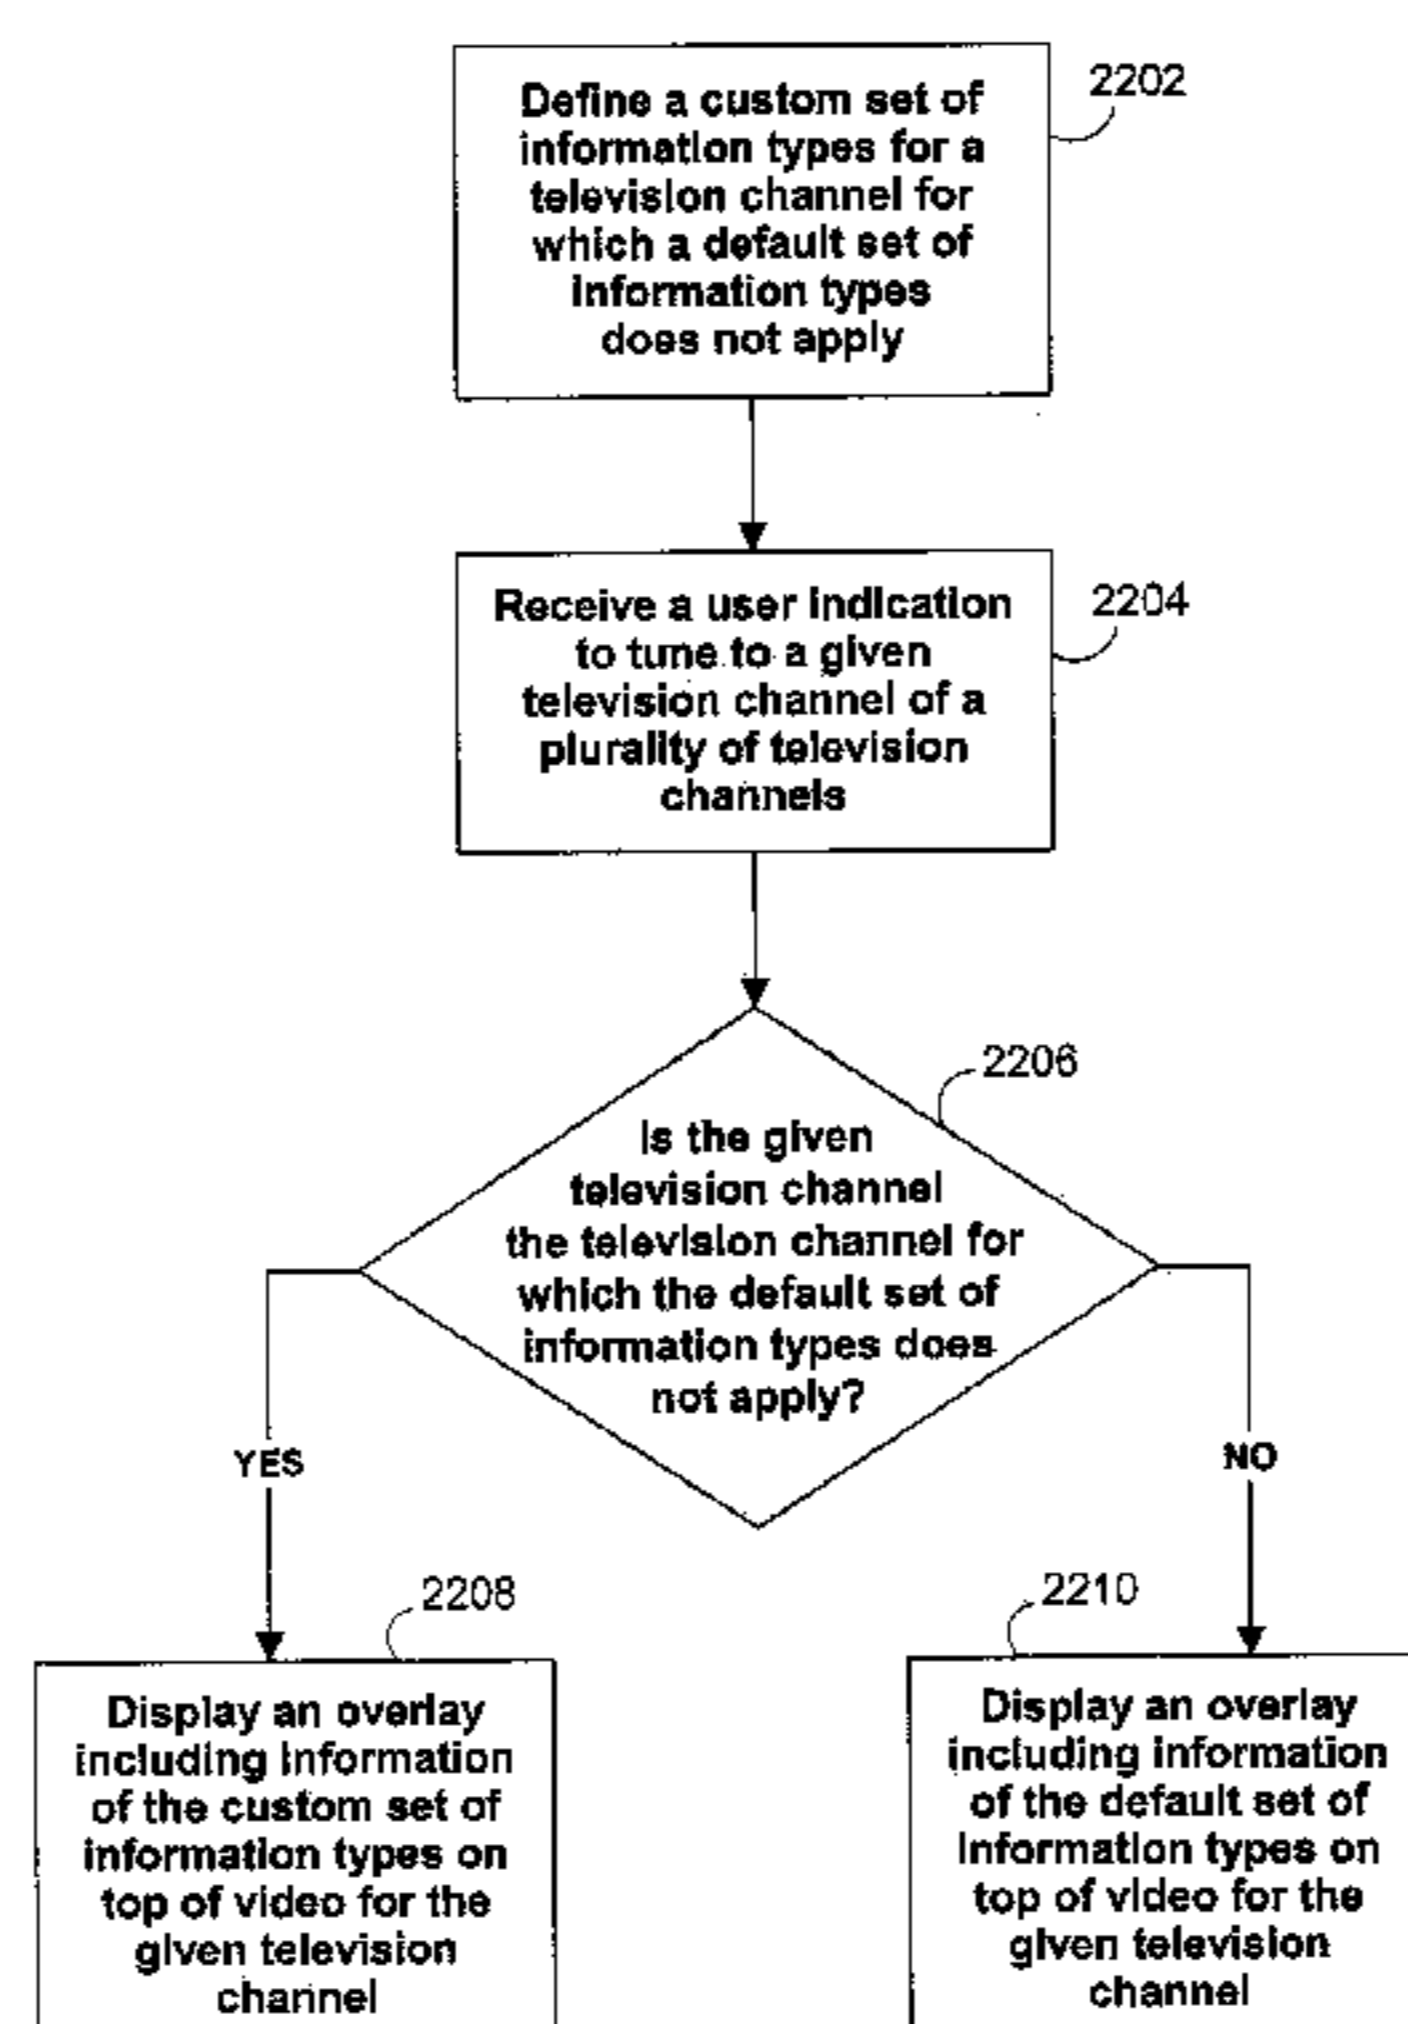 Define a custom set of
information types for a
television channel for
which a default set of
information types
does not apply
2202
Receive a user indication
to tune to a given
television channel of a
plurality of television
channels
2204
2206
Is the given
television channel
the television channel for
which the default set of
information types does
not apply?
YES
NO
2208
Display an overlay
including information
of the custom set of
information types on
top of video for the
given television
channel
2210
Display an overlay
including information
of the default set of
information types on
top of video for the
given television
channel